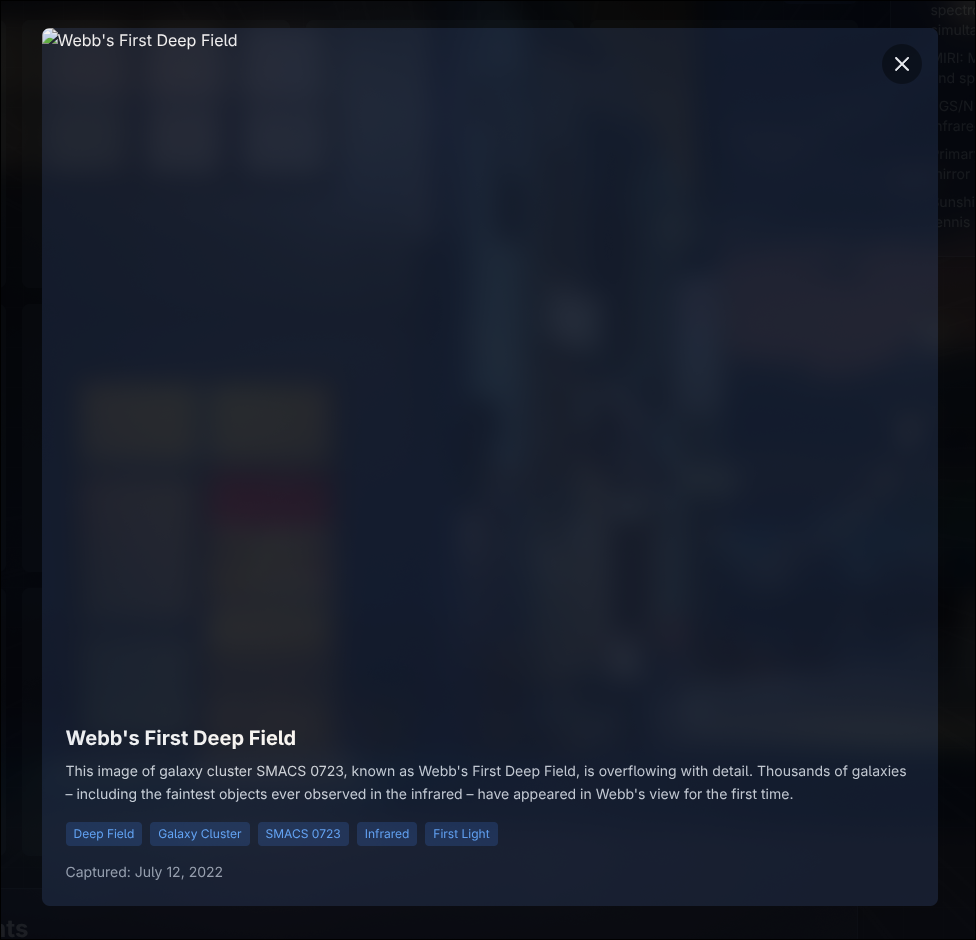 Webb's First Deep Field
Webb's First Deep Field
This image of galaxy cluster SMACS 0723, known as Webb's First Deep Field, is overflowing with detail. Thousands of galaxies
– including the faintest objects ever observed in the infrared – have appeared in Webb's view for the first time.
Deep Field Galaxy Cluster SMACS 0723 Infrared First Light
Captured: July 12, 2022